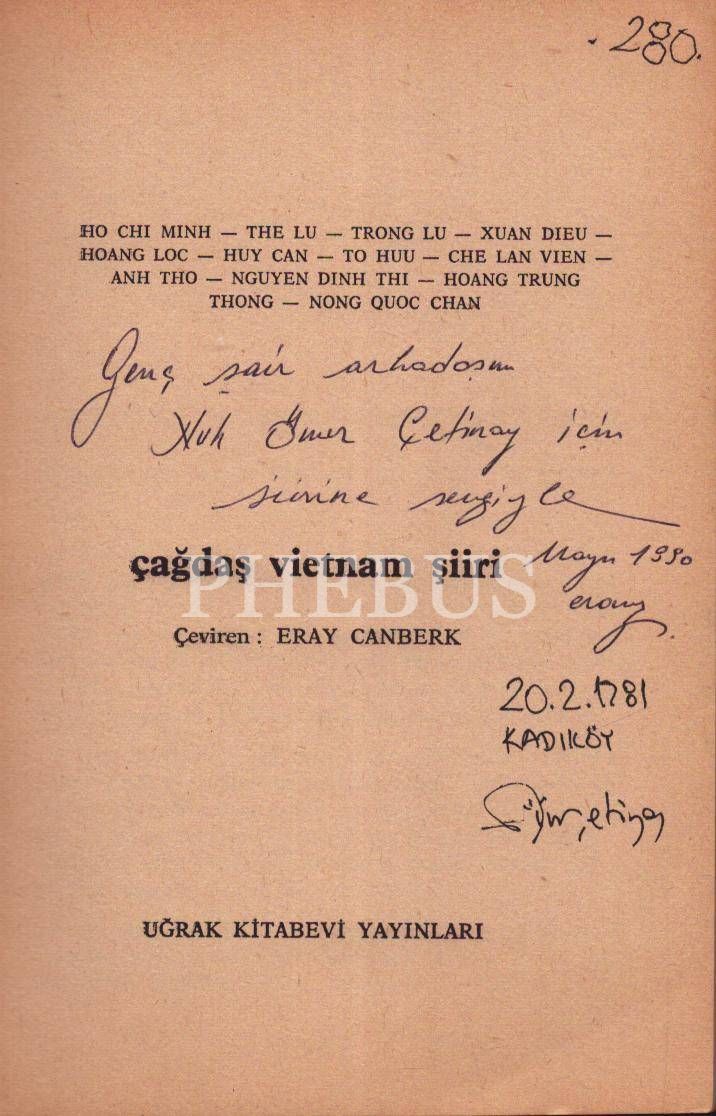 . 280.
HO CHI MINH — THE LU — TRONG LU — XUAN DIEU —
HOANG LOC — HUY CAN — TO HUU — CHE LAN VIEN —
ANH THO — NGUYEN DINH THI — HOANG TRUNG
THONG — NONG QUOC CHAN
Genç şair arkadaşım
Nuh Ömer Çetinay için
şiirine sevgiyle
çağdaş vietnam şiiri
Mayıs 1990
PHEBUS
eray
Çeviren : ERAY CANBERK
20.2.1981
KADIKÖY
UĞRAK KİTABEVİ YAYINLARI